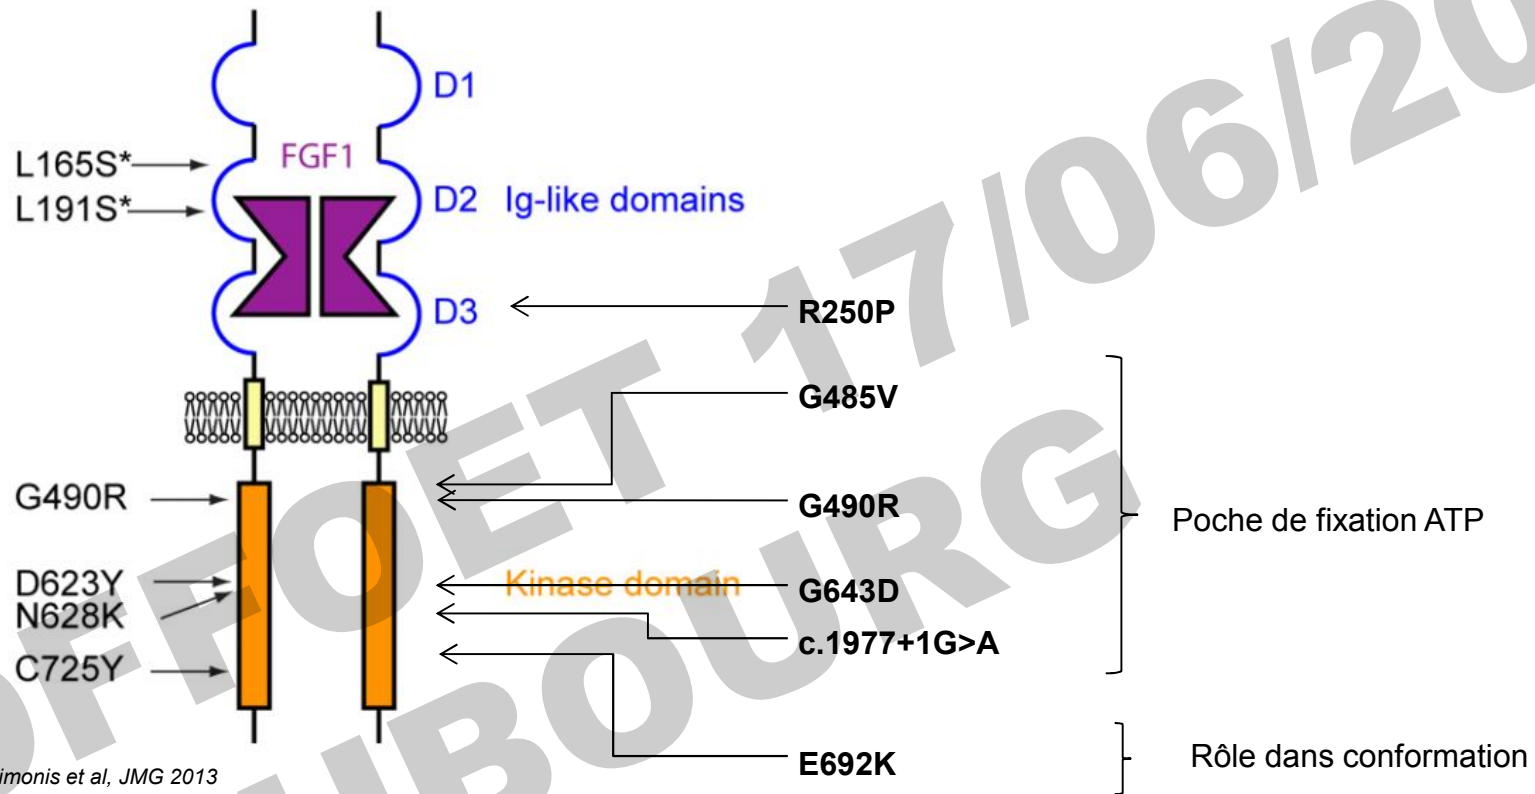 D1
L165S*
FGF1
L191S*
D2 Ig-like domains
D3
R250P
G485V
G490R
G490R
Poche de fixation ATP
D623Y
Kinase domain
G643D
N628K
c.1977+1G>A
C725Y
E692K
Rôle dans conformation
imonis et al, JMG 2013
OFFOET 17/06/20
UBOURG